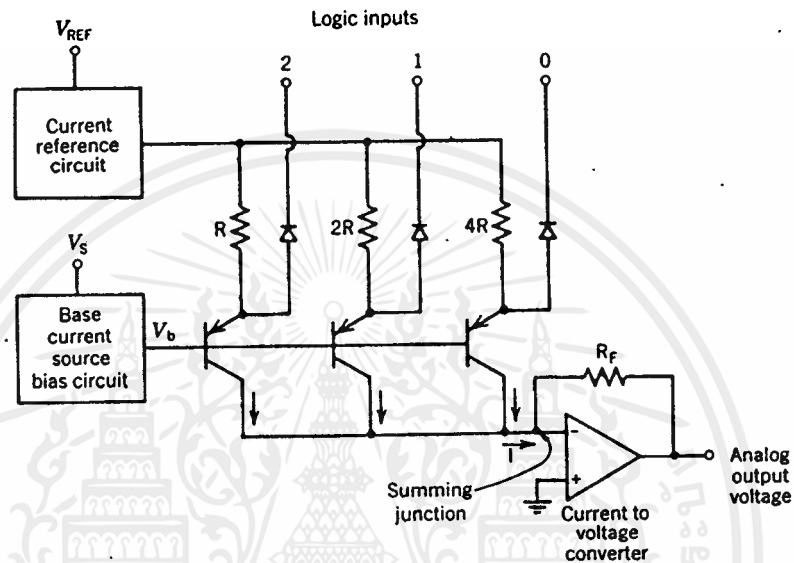 Logic inputs
V_REF
2
1
0
Current
reference
circuit
R
2R
4R
V_S
Base
current
source
bias circuit
V_b
R_F
I
−
+
Summing
junction
Current to
voltage
converter
Analog
output
voltage